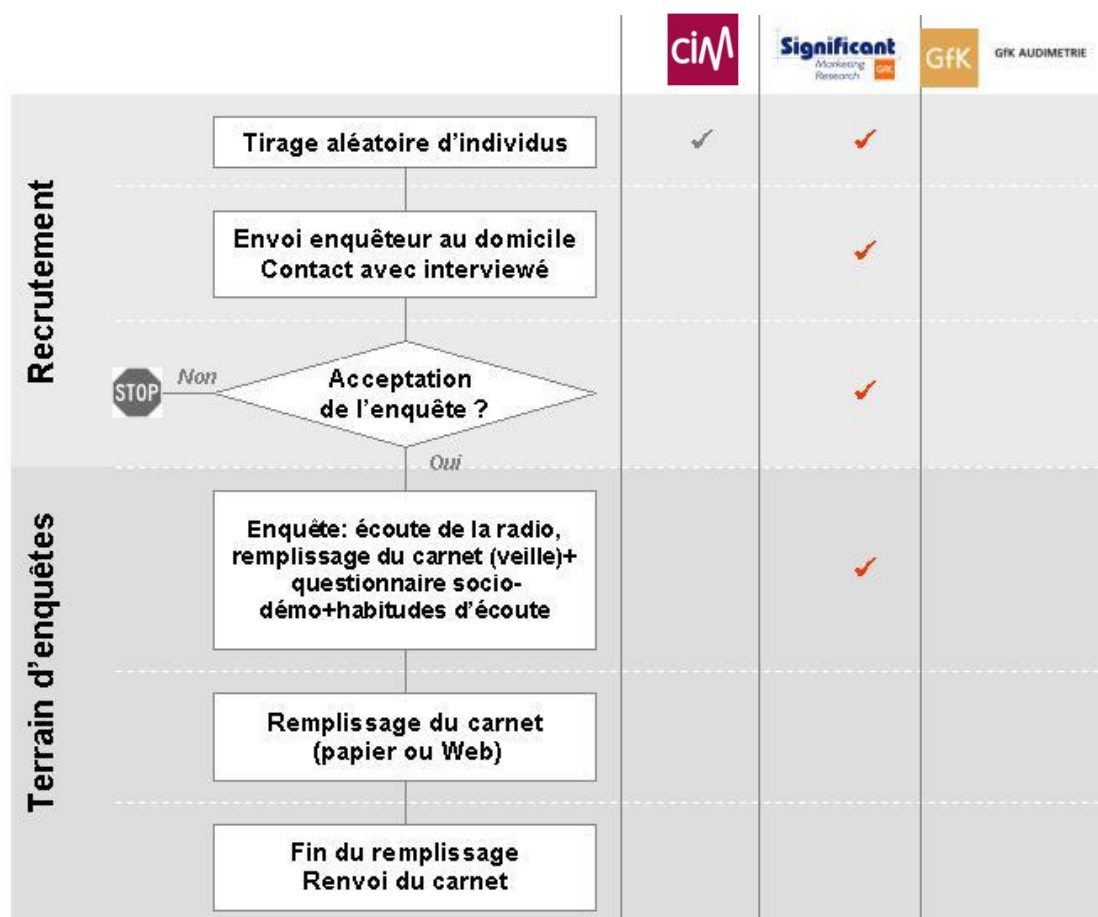 CiM
Significant
Marketing
Research
GfK
GfK
GfK AUDIMETRIE
Recrutement
Tirage aléatoire d'individus
Envoi enquêteur au domicile
Contact avec interviewé
STOP
Non
Acceptation
de l'enquête ?
Oui
Terrain d'enquêtes
Enquête: écoute de la radio,
remplissage du carnet (veille)+
questionnaire socio-
démo+habitudes d'écoute
Remplissage du carnet
(papier ou Web)
Fin du remplissage
Renvoi du carnet